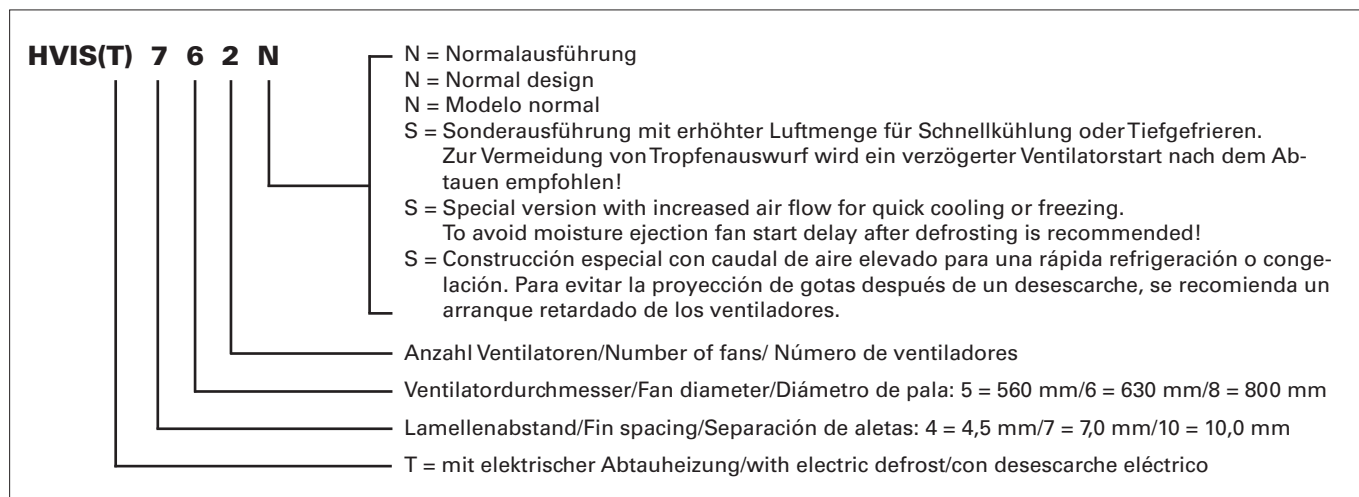 HVIS(T) 7 6 2 N
N = Normalausführung
N = Normal design
N = Modelo normal
S = Sonderausführung mit erhöhter Luftmenge für Schnellkühlung oder Tiefgefrieren.
Zur Vermeidung von Tropfenauswurf wird ein verzögerter Ventilatorstart nach dem Ab-
tauen empfohlen!
S = Special version with increased air flow for quick cooling or freezing.
To avoid moisture ejection fan start delay after defrosting is recommended!
S = Construcción especial con caudal de aire elevado para una rápida refrigeración o conge-
lación. Para evitar la proyección de gotas después de un desescarche, se recomienda un
arranque retardado de los ventiladores.
Anzahl Ventilatoren/Number of fans/ Número de ventiladores
Ventilatordurchmesser/Fan diameter/Diámetro de pala: 5 = 560 mm/6 = 630 mm/8 = 800 mm
Lamellenabstand/Fin spacing/Separación de aletas: 4 = 4,5 mm/7 = 7,0 mm/10 = 10,0 mm
T = mit elektrischer Abtauheizung/with electric defrost/con desescarche eléctrico